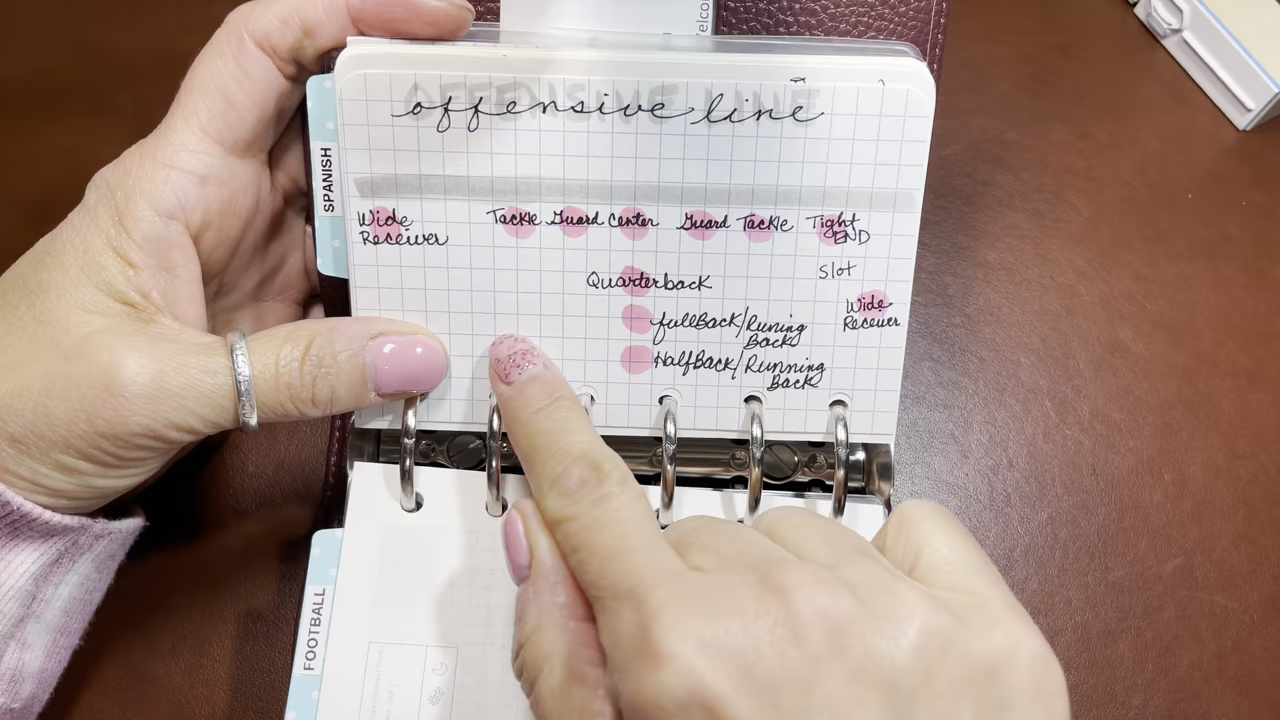 offensive line
SPANISH
Wide Receiver
Tackle Guard Center Guard Tackle Tight END
Slot
Quarterback
Wide Receiver
fullBack/Runing Back
HalfBack/Running Back
FOOTBALL